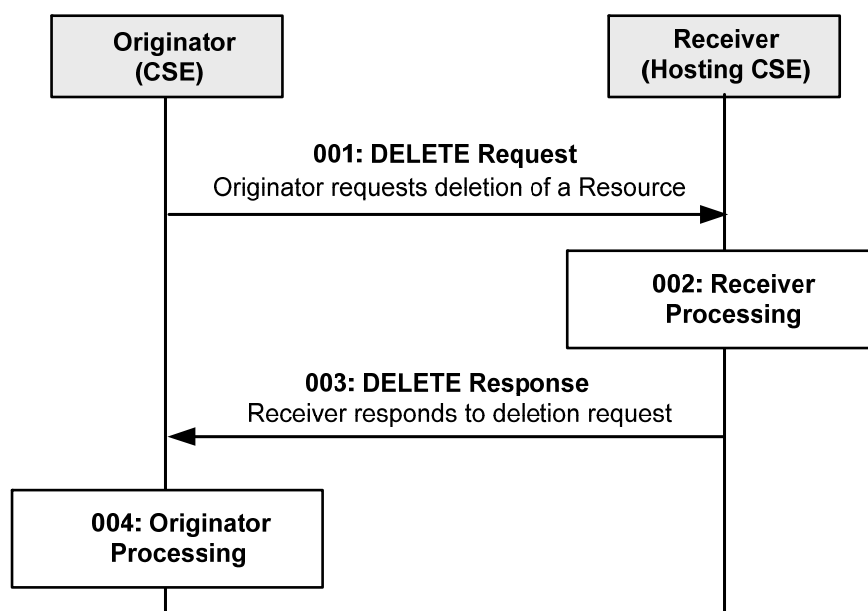 Originator
(CSE)
Receiver
(Hosting CSE)
001: DELETE Request
Originator requests deletion of a Resource
002: Receiver
Processing
003: DELETE Response
Receiver responds to deletion request
004: Originator
Processing